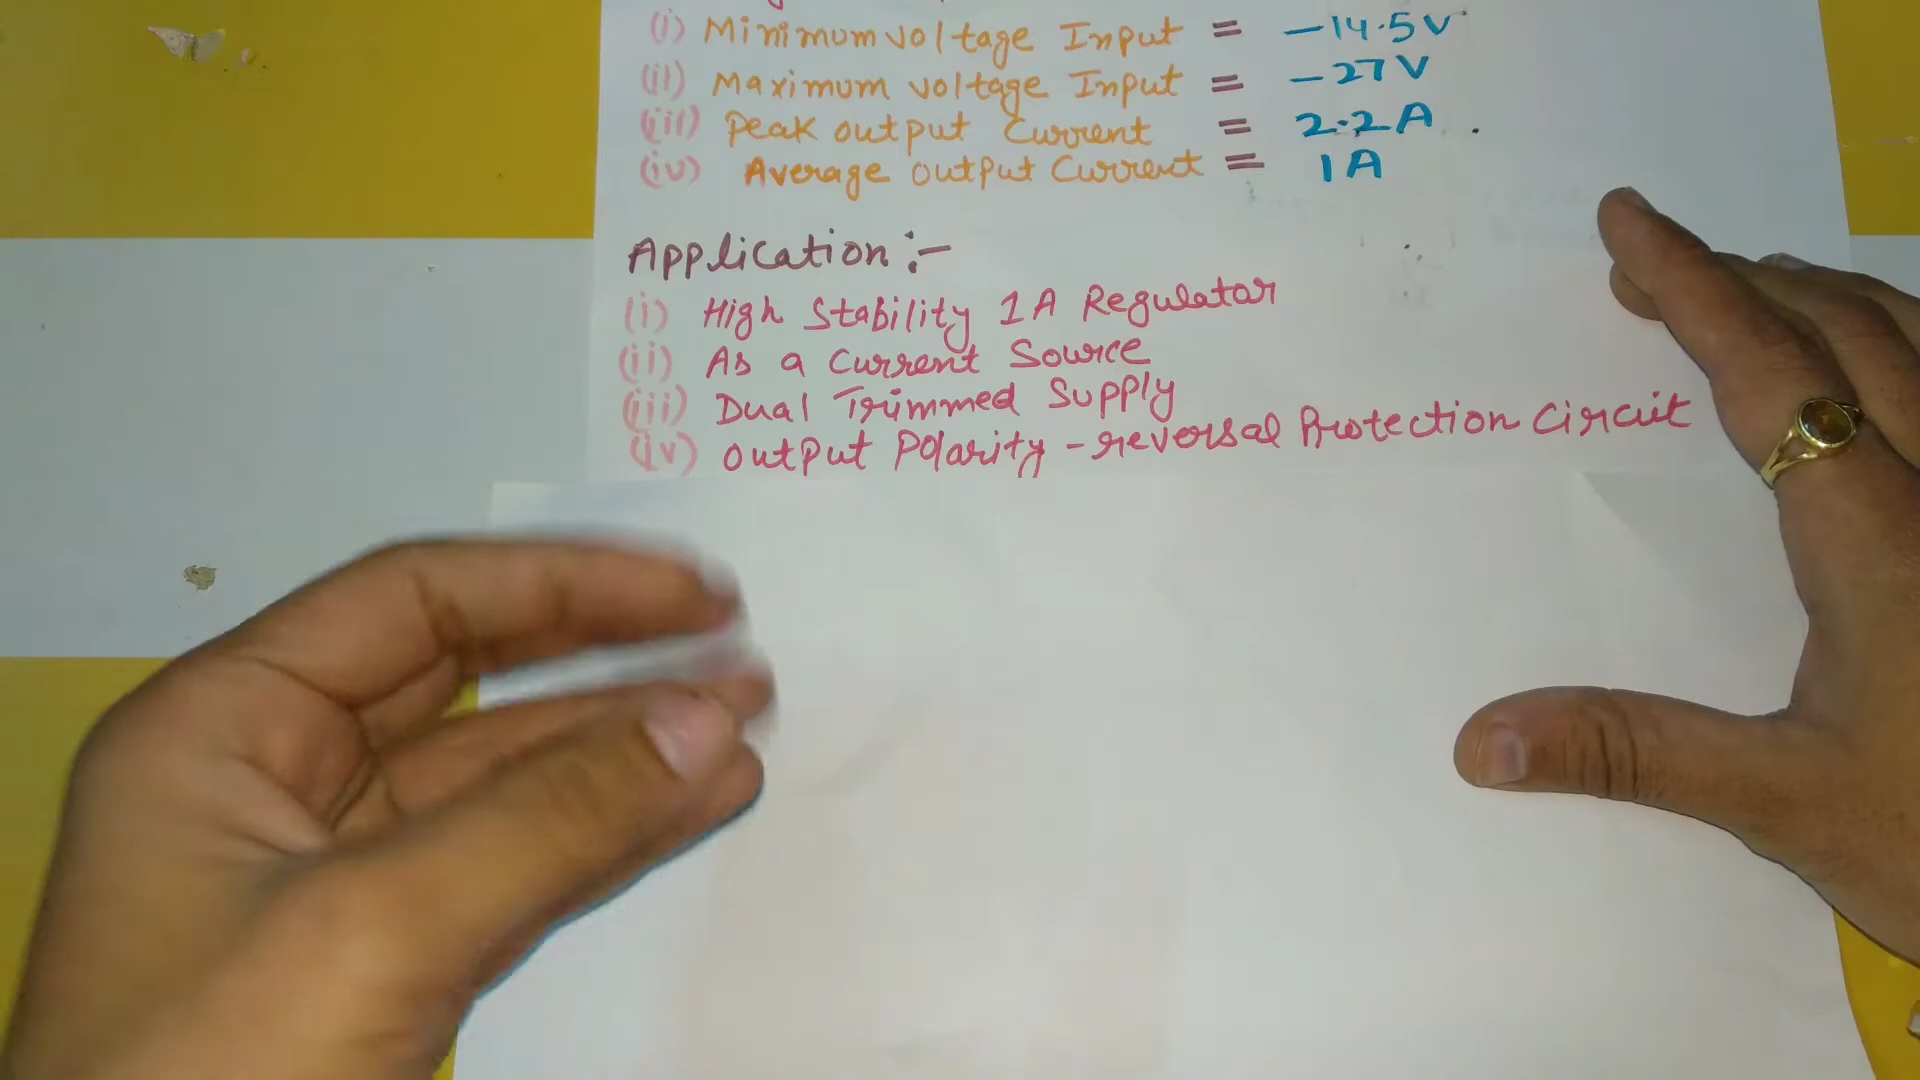 (i) Minimum voltage Input = -14.5V
(ii) Maximum voltage Input = -27V
(iii) Peak output Current = 2.2A
(iv) Average output Current = 1A
Application :-
(i) High Stability 1A Regulator
(ii) As a Current Source
(iii) Dual Trimmed Supply
(iv) output Polarity - reversal Protection Circuit